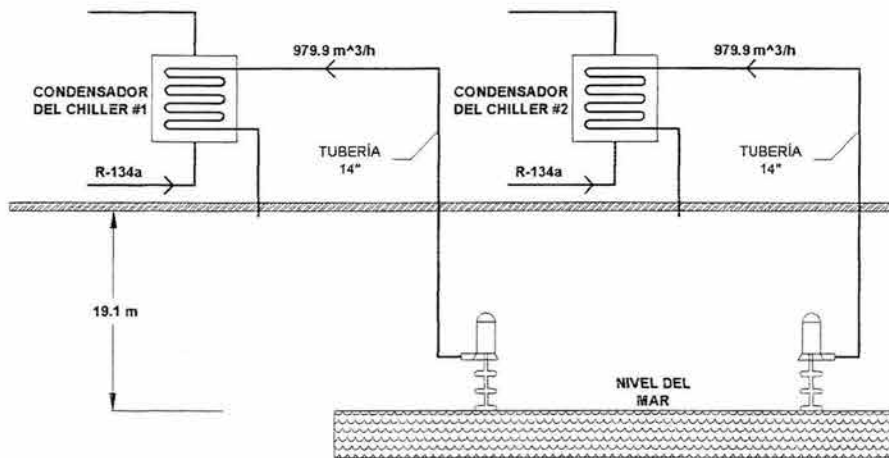 979.9 m^3/h
979.9 m^3/h
CONDENSADOR
DEL CHILLER #1
CONDENSADOR
DEL CHILLER #2
TUBERÍA
14"
TUBERÍA
14"
R-134a
R-134a
19.1 m
NIVEL DEL
MAR